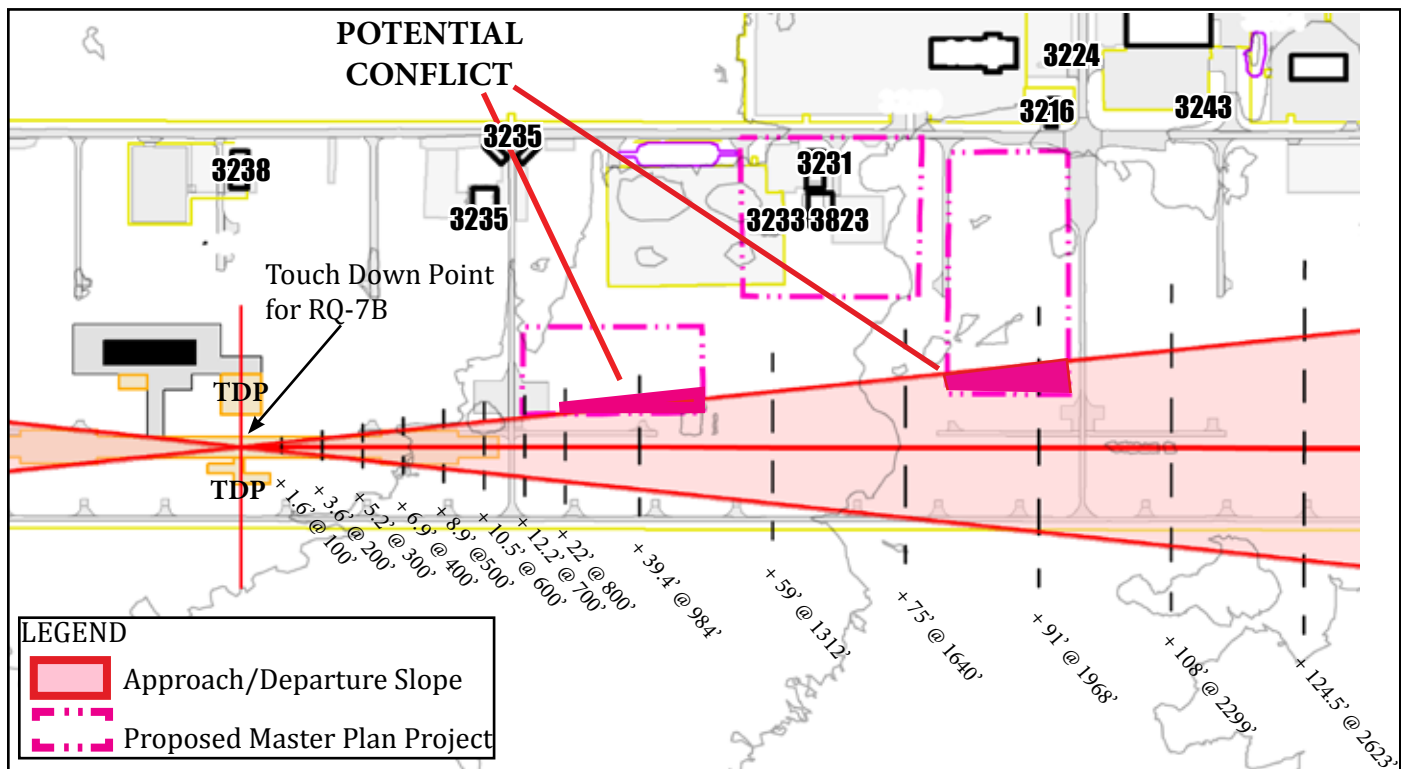 POTENTIAL
CONFLICT
3224
3216
3243
3235
3238
3231
3235
3233 3823
Touch Down Point
for RQ-7B
TDP
TDP
+ 1.6’ @ 100’
+ 3.6’ @ 200’
+ 5.2’ @ 300’
+ 6.9’ @ 400’
+ 8.9’ @500’
+ 10.5’ @ 600’
+ 12.2’ @ 700’
+ 22’ @ 800’
+ 39.4’ @ 984’
+ 59’ @ 1312’
+ 75’ @ 1640’
+ 91’ @ 1968’
+ 108’ @ 2299’
+ 124.5’ @ 2623’
LEGEND
Approach/Departure Slope
Proposed Master Plan Project